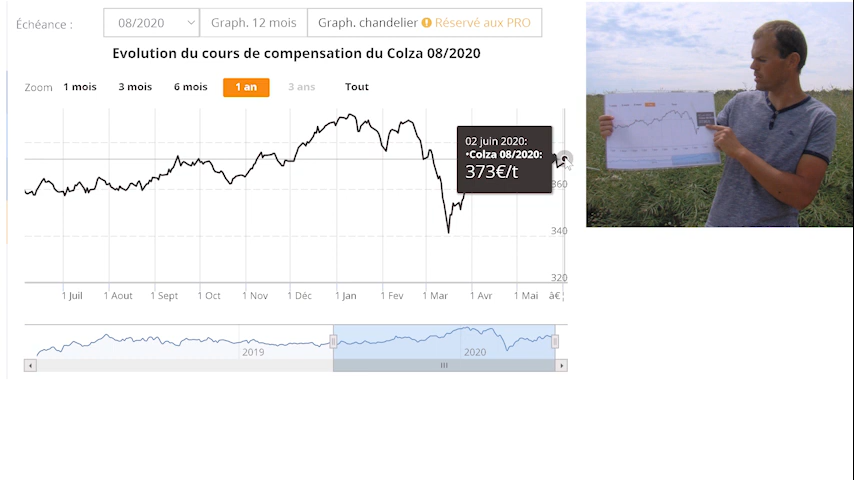 Échéance :
08/2020
Graph. 12 mois
Graph. chandelier
Réservé aux PRO
Evolution du cours de compensation du Colza 08/2020
Zoom 1 mois 3 mois 6 mois 1 an 3 ans Tout
02 juin 2020:
•Colza 08/2020:
373€/t
360
340
320
1 Juil 1 Aout 1 Sept 1 Oct 1 Nov 1 Déc 1 Jan 1 Fev 1 Mar 1 Avr 1 Mai â€¦
2019 2020